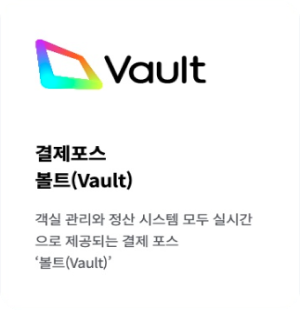 Vault
결제포스
볼트(Vault)
객실 관리와 정산 시스템 모두 실시간
으로 제공되는 결제 포스
‘볼트(Vault)’